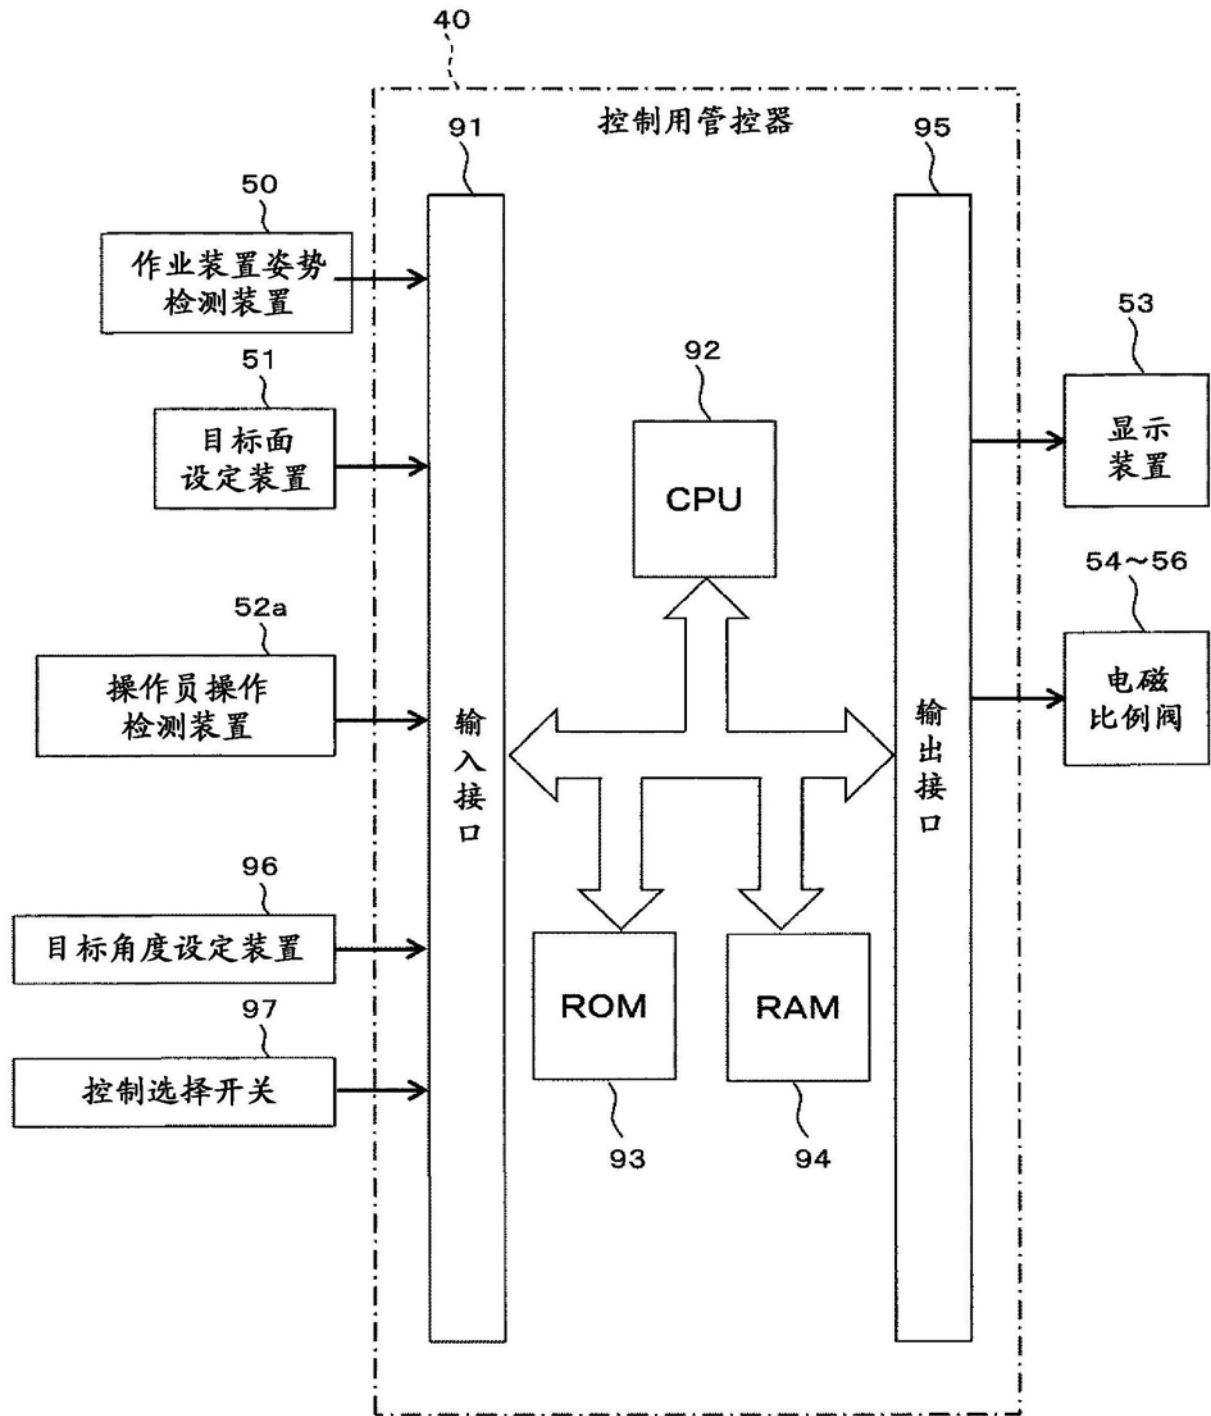 40
控制用管控器
91
95
50
作业装置姿势
检测装置
51
目标面
设定装置
52a
操作员操作
检测装置
96
目标角度设定装置
97
控制选择开关
输入接口
92
CPU
ROM
93
RAM
94
输出接口
53
显示
装置
54～56
电磁
比例阀